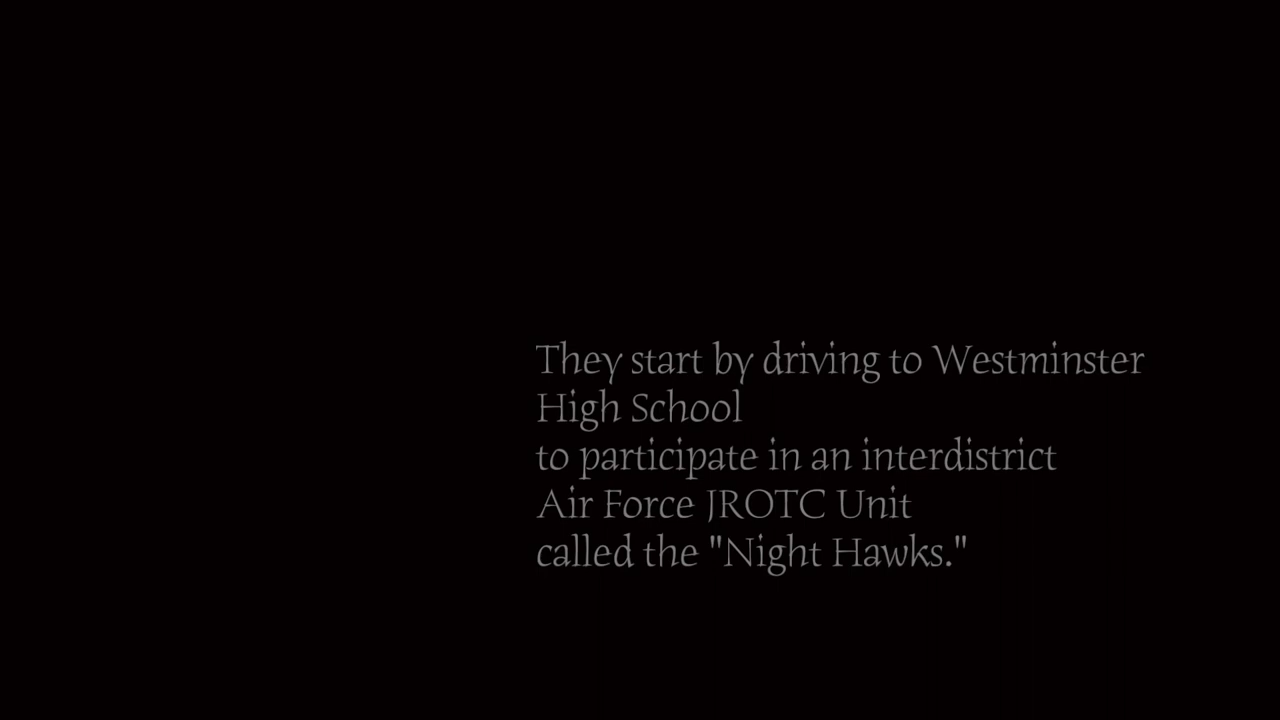 They start by driving to Westminster
High School
to participate in an interdistrict
Air Force JROTC Unit
called the "Night Hawks."